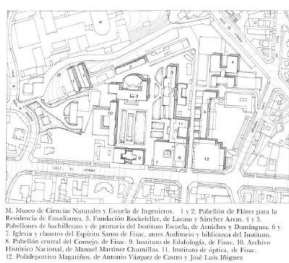 M. Museo de Ciencias Naturales y Escuela de Ingenieros. 1 y 2. Pabellón de Flórez para la
Residencia de Estudiantes. 3. Fundación Rockefeller, de Lacasa y Sánchez Arcas. 4 y 5.
Pabellones de bachillerato y de primaria del Instituto Escuela, de Arniches y Domínguez. 6 y
7. Iglesia y claustro del Espíritu Santo de Fisac, antes Auditorio y biblioteca del Instituto.
8. Pabellón central del Consejo, de Fisac. 9. Instituto de Edafología, de Fisac. 10. Archivo
Histórico Nacional, de Manuel Martínez Chumillas. 11. Instituto de óptica, de Fisac.
12. Polideportivo Magariños, de Antonio Vázquez de Castro y José Luis Íñiguez.